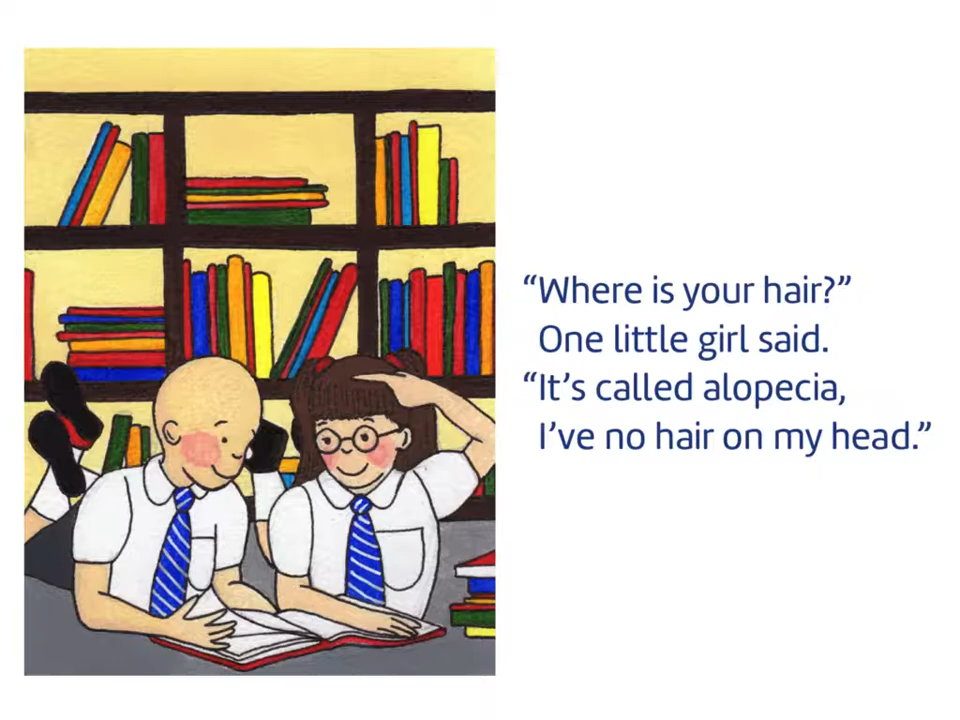 “Where is your hair?”
One little girl said.
“It’s called alopecia,
I’ve no hair on my head.”